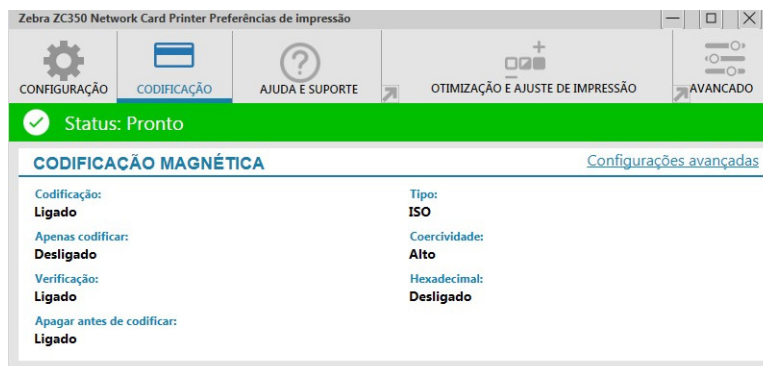 Zebra ZC350 Network Card Printer Preferências de impressão
CONFIGURAÇÃO
CODIFICAÇÃO
AJUDA E SUPORTE
OTIMIZAÇÃO E AJUSTE DE IMPRESSÃO
AVANCADO
Status: Pronto
CODIFICAÇÃO MAGNÉTICA
Configurações avançadas
Codificação:
Ligado
Tipo:
ISO
Apenas codificar:
Desligado
Coercividade:
Alto
Verificação:
Ligado
Hexadecimal:
Desligado
Apagar antes de codificar:
Ligado